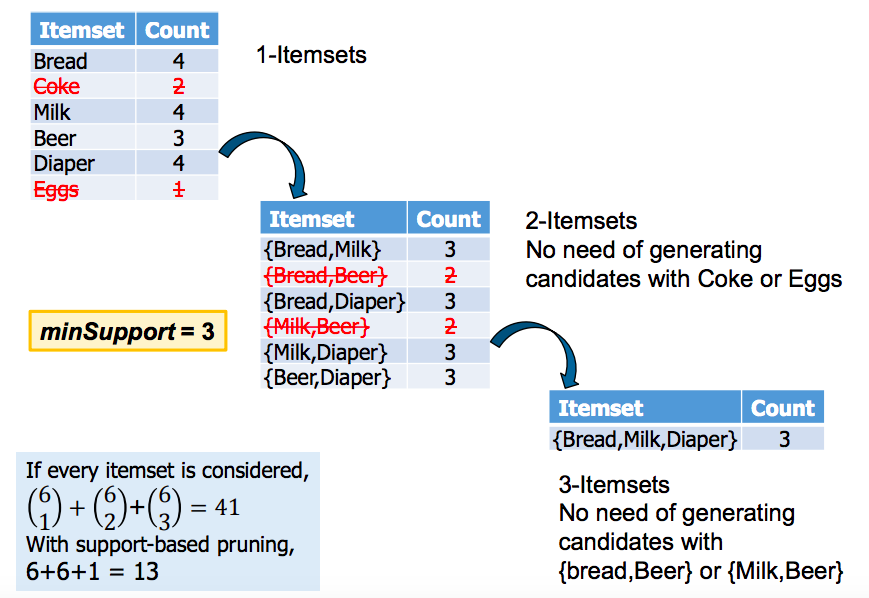 Itemset Count
Bread 4
Coke 2
Milk 4
Beer 3
Diaper 4
Eggs 1
1-Itemsets
Itemset Count
{Bread,Milk} 3
{Bread,Beer} 2
{Bread,Diaper} 3
{Milk,Beer} 2
{Milk,Diaper} 3
{Beer,Diaper} 3
2-Itemsets
No need of generating
candidates with Coke or Eggs
minSupport = 3
Itemset Count
{Bread,Milk,Diaper} 3
3-Itemsets
No need of generating
candidates with
{bread,Beer} or {Milk,Beer}
If every itemset is considered,
(6 1) + (6 2)+(6 3) = 41
With support-based pruning,
6+6+1 = 13